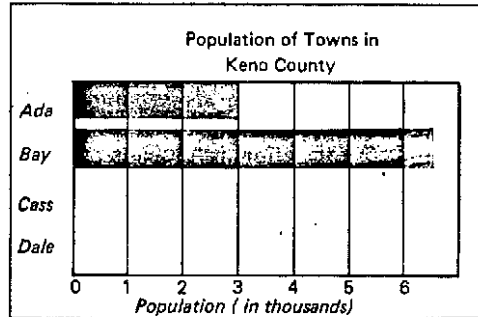 Population of Towns in
Keno County
Ada
Bay
Cass
Dale
0 1 2 3 4 5 6
Population ( in thousands)